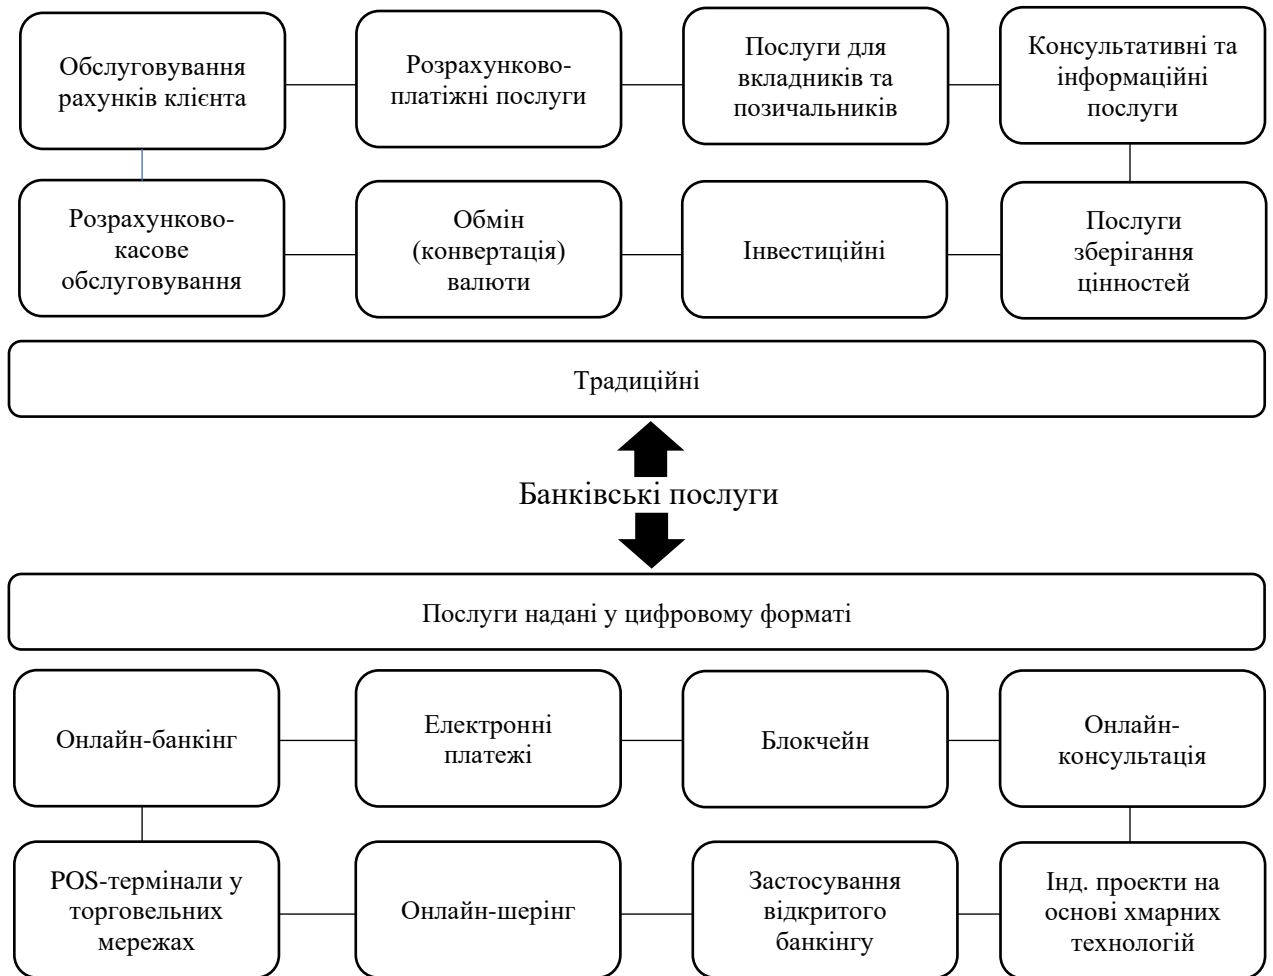 Обслуговування
рахунків клієнта
Розрахунково-
платіжні послуги
Послуги для
вкладників та
позичальників
Консультативні та
інформаційні
послуги
Розрахунково-
касове
обслуговування
Обмін
(конвертація)
валюти
Інвестиційні
Послуги
зберігання
цінностей
Традиційні
Банківські послуги
Послуги надані у цифровому форматі
Онлайн-банкінг
Електронні
платежі
Блокчейн
Онлайн-
консультація
POS-термінали у
торговельних
мережах
Онлайн-шерінг
Застосування
відкритого
банкінгу
Інд. проекти на
основі хмарних
технологій